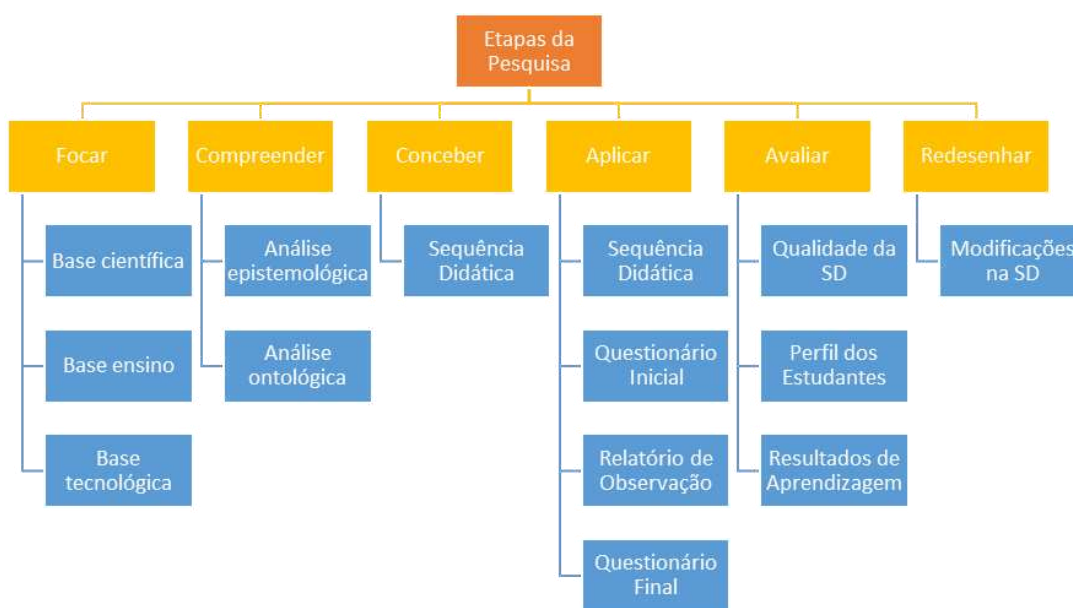 Etapas da
Pesquisa
Focar
Compreender
Conceber
Aplicar
Avaliar
Redesenhar
Base científica
Base ensino
Base
tecnológica
Análise
epistemológica
Análise
ontológica
Sequência
Didática
Sequência
Didática
Questionário
Inicial
Relatório de
Observação
Questionário
Final
Qualidade da
SD
Perfil dos
Estudantes
Resultados de
Aprendizagem
Modificações
na SD